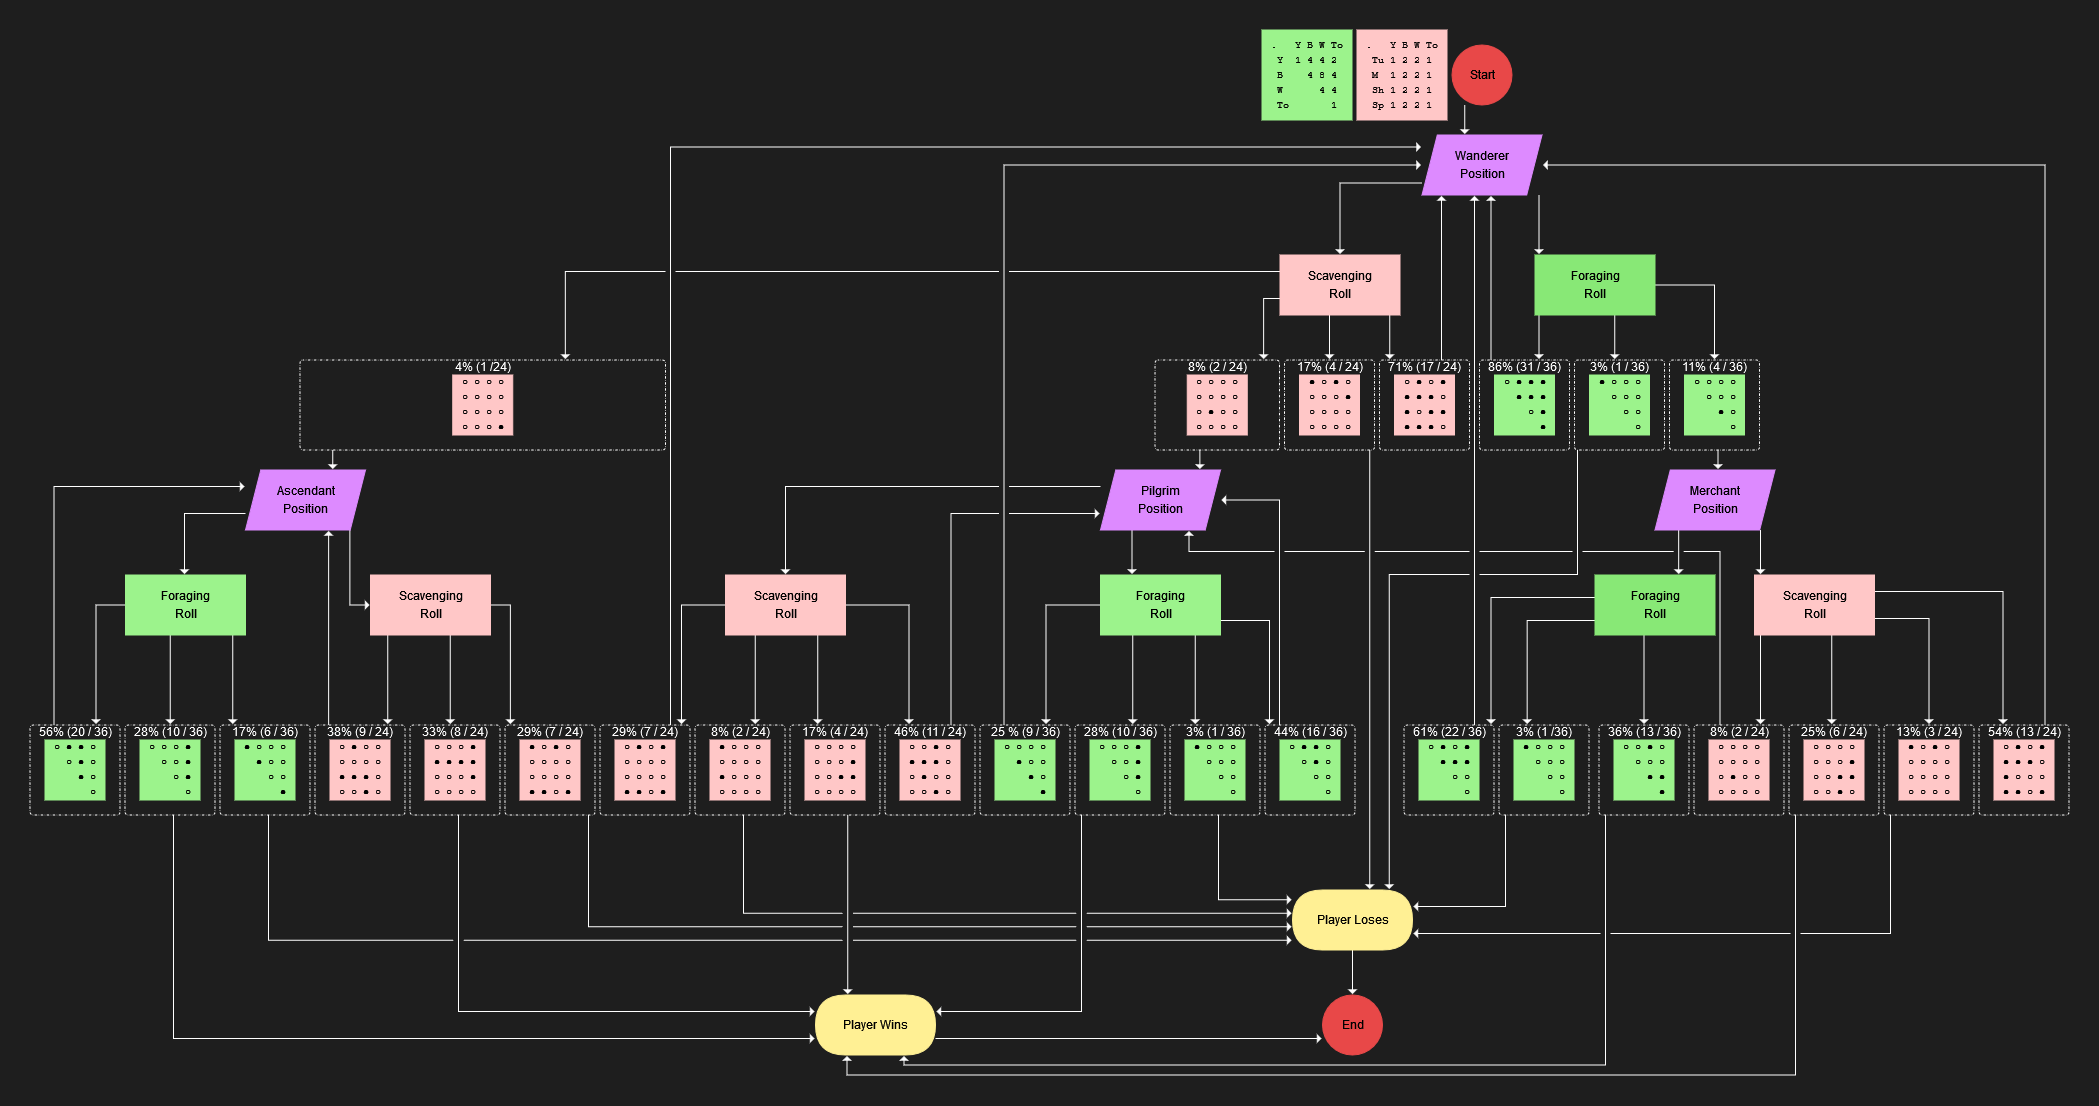 . Y B W To
Y 1 4 4 2
B 4 8 4
W 4 4
To 1
. Y B W To
Tu 1 2 2 1
M 1 2 2 1
Sh 1 2 2 1
Sp 1 2 2 1
Start
Wanderer
Position
Scavenging
Roll
Foraging
Roll
4% (1 /24)
8% (2 / 24)
17% (4 / 24)
71% (17 / 24)
86% (31 / 36)
3% (1 / 36)
11% (4 / 36)
Ascendant
Position
Pilgrim
Position
Merchant
Position
Foraging
Roll
Scavenging
Roll
Scavenging
Roll
Foraging
Roll
Foraging
Roll
Scavenging
Roll
56% (20 / 36)
28% (10 / 36)
17% (6 / 36)
38% (9 / 24)
33% (8 / 24)
29% (7 / 24)
29% (7 / 24)
8% (2 / 24)
17% (4 / 24)
46% (11 / 24)
25 % (9 / 36)
28% (10 / 36)
3% (1 / 36)
44% (16 / 36)
61% (22 / 36)
3% (1 /36)
36% (13 / 36)
8% (2 / 24)
25% (6 / 24)
13% (3 / 24)
54% (13 / 24)
Player Loses
Player Wins
End